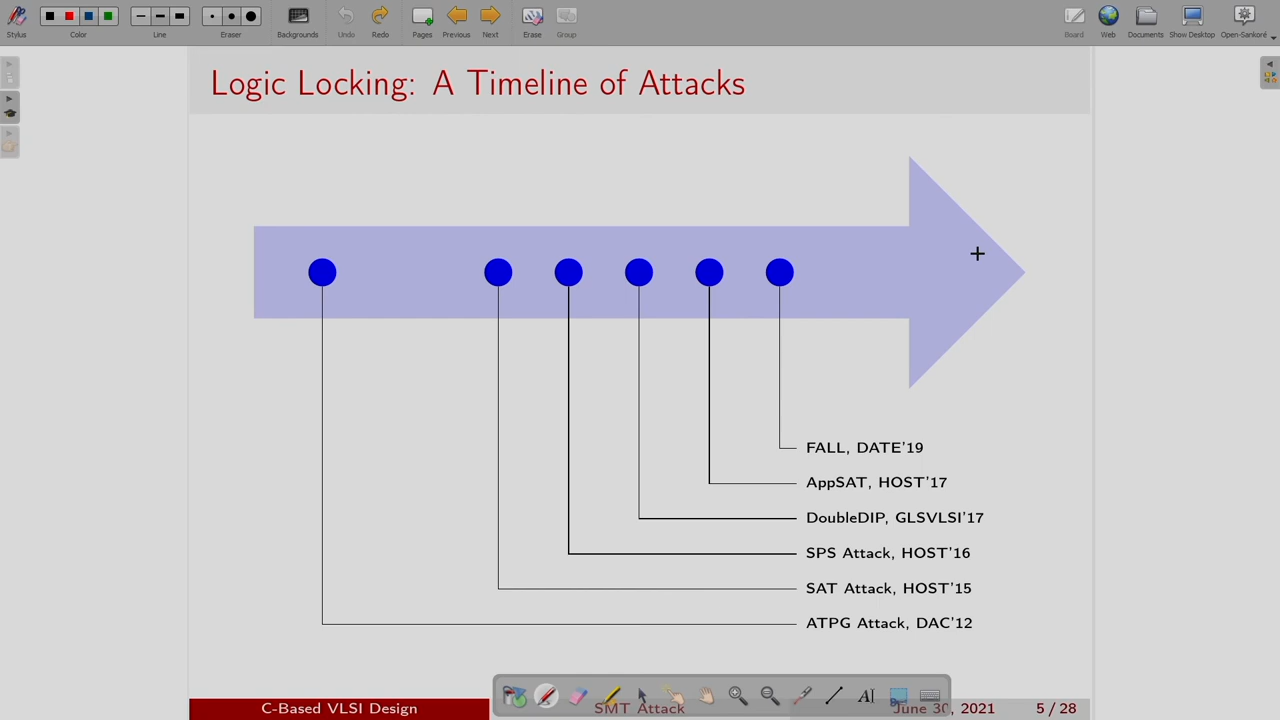 Stylus Color Line Eraser Backgrounds Undo Redo Pages Previous Next Erase Group Board Web Documents Show Desktop Open-Sankoré
Logic Locking: A Timeline of Attacks
FALL, DATE'19
AppSAT, HOST'17
DoubleDIP, GLSVLSI'17
SPS Attack, HOST'16
SAT Attack, HOST'15
ATPG Attack, DAC'12
C-Based VLSI Design SMT Attack June 30, 2021 5 / 28